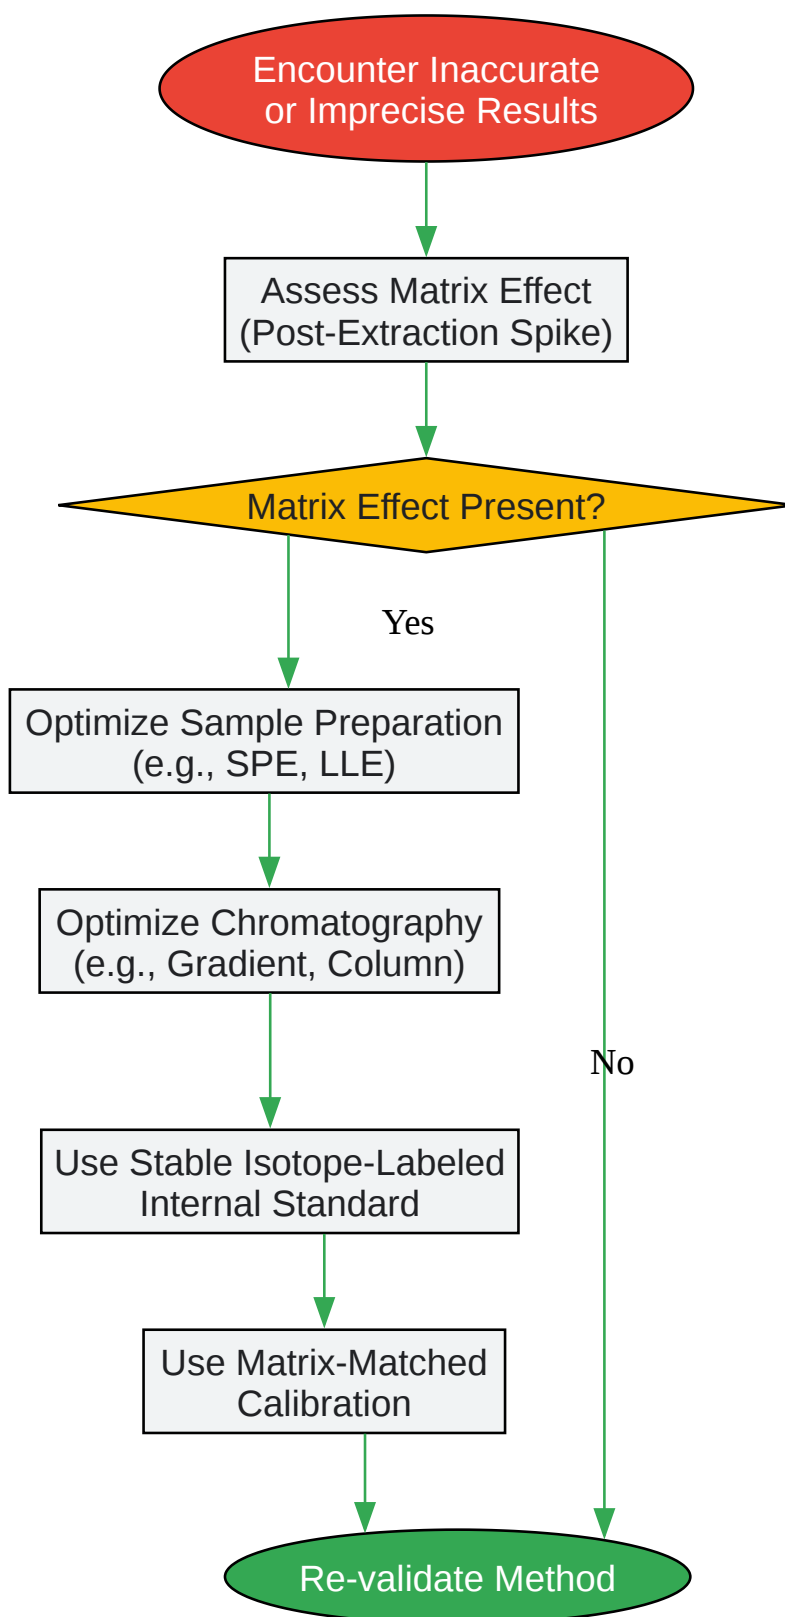 Encounter Inaccurate
or Imprecise Results
Assess Matrix Effect
(Post-Extraction Spike)
Matrix Effect Present?
Yes
Optimize Sample Preparation
(e.g., SPE, LLE)
Optimize Chromatography
(e.g., Gradient, Column)
No
Use Stable Isotope-Labeled
Internal Standard
Use Matrix-Matched
Calibration
Re-validate Method